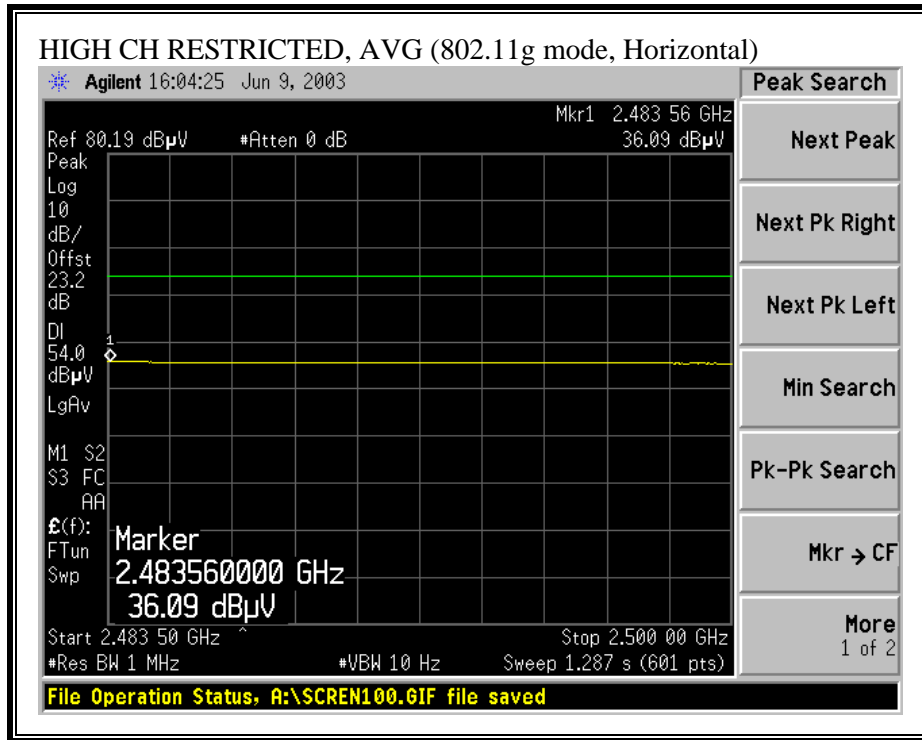 HIGH CH RESTRICTED, AVG (802.11g mode, Horizontal)
Agilent 16:04:25 Jun 9, 2003
Peak Search
Mkr1 2.483 56 GHz
Ref 80.19 dBµV #Atten 0 dB 36.09 dBµV
Peak
Log
10
dB/
Offst
23.2
dB
DI
54.0
dBµV
LgAv
M1 S2
S3 FC
AA
£(f):
FTun
Swp
1
Marker
2.483560000 GHz
36.09 dBµV
Start 2.483 50 GHz ^ Stop 2.500 00 GHz
#Res BW 1 MHz #VBW 10 Hz Sweep 1.287 s (601 pts)
File Operation Status, A:\SCREN100.GIF file saved
Next Peak
Next Pk Right
Next Pk Left
Min Search
Pk-Pk Search
Mkr → CF
More
1 of 2